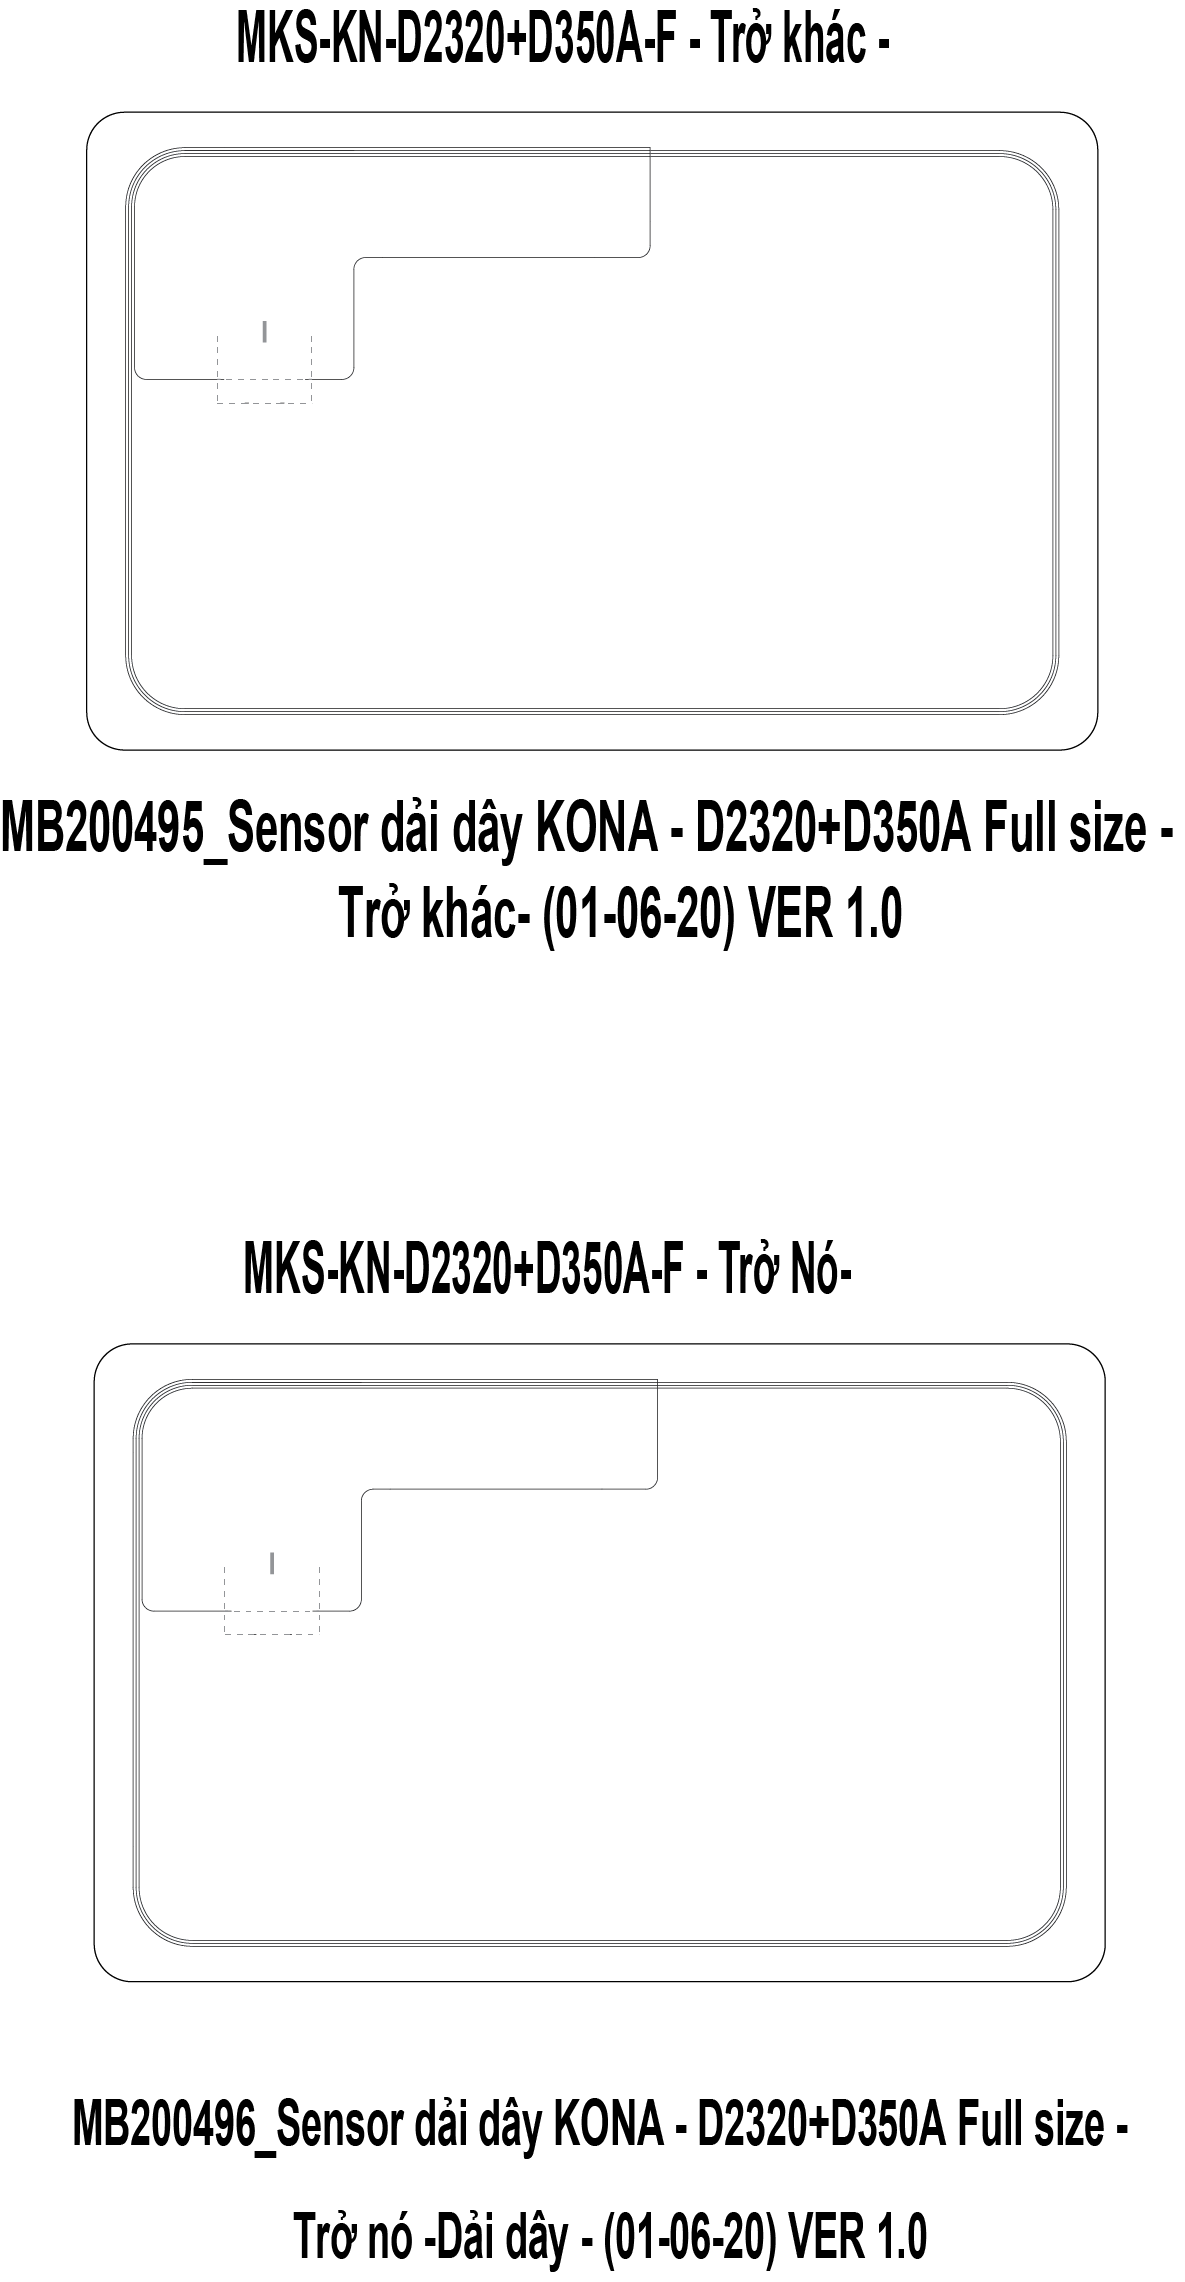 MKS-KN-D2320+D350A-F - Trở khác -
MB200495_Sensor dải dây KONA - D2320+D350A Full size -
Trở khác- (01-06-20) VER 1.0
MKS-KN-D2320+D350A-F - Trở Nó-
MB200496_Sensor dải dây KONA - D2320+D350A Full size -
Trở nó -Dải dây - (01-06-20) VER 1.0